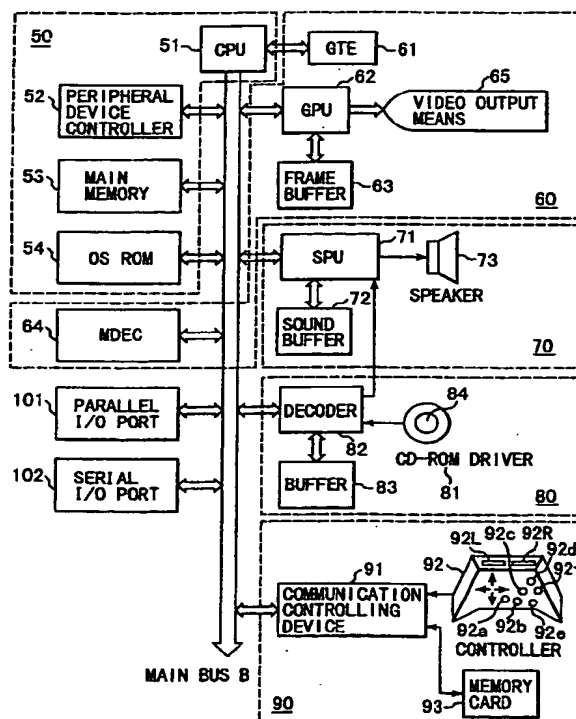 50
51
CPU
GTE
61
62
65
52
PERIPHERAL
DEVICE
CONTROLLER
GPU
VIDEO OUTPUT
MEANS
53
MAIN
MEMORY
FRAME
BUFFER
63
60
54
OS ROM
71
SPU
73
SPEAKER
72
SOUND
BUFFER
70
64
MDEC
101
PARALLEL
I/O PORT
DECODER
82
84
CD-ROM DRIVER
81
102
SERIAL
I/O PORT
BUFFER
83
80
92L
92R
92c
92d
92
91
COMMUNICATION
CONTROLLING
DEVICE
92a
92b
92e
CONTROLLER
MAIN BUS B
90
93
MEMORY
CARD